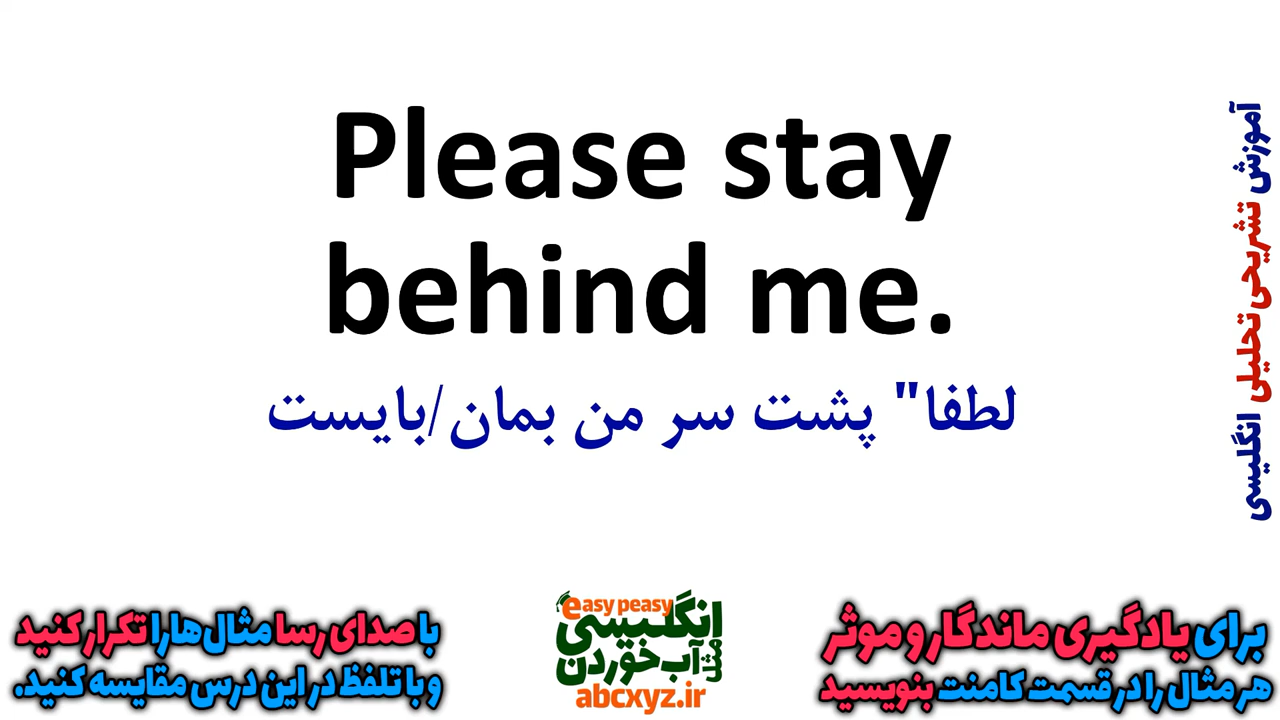 Please stay
behind me.
لطفا" پشت سر من بمان/بایست
آموزش تشریحی تحلیلی انگلیسی
برای یادگیری ماندگار و موثر
هر مثال را در قسمت کامنت بنویسید
easy peasy
انگلیسی
مثل آب خوردن
abcxyz.ir
با صدای رسا مثال‌ها را تکرار کنید
و با تلفظ در این درس مقایسه کنید.